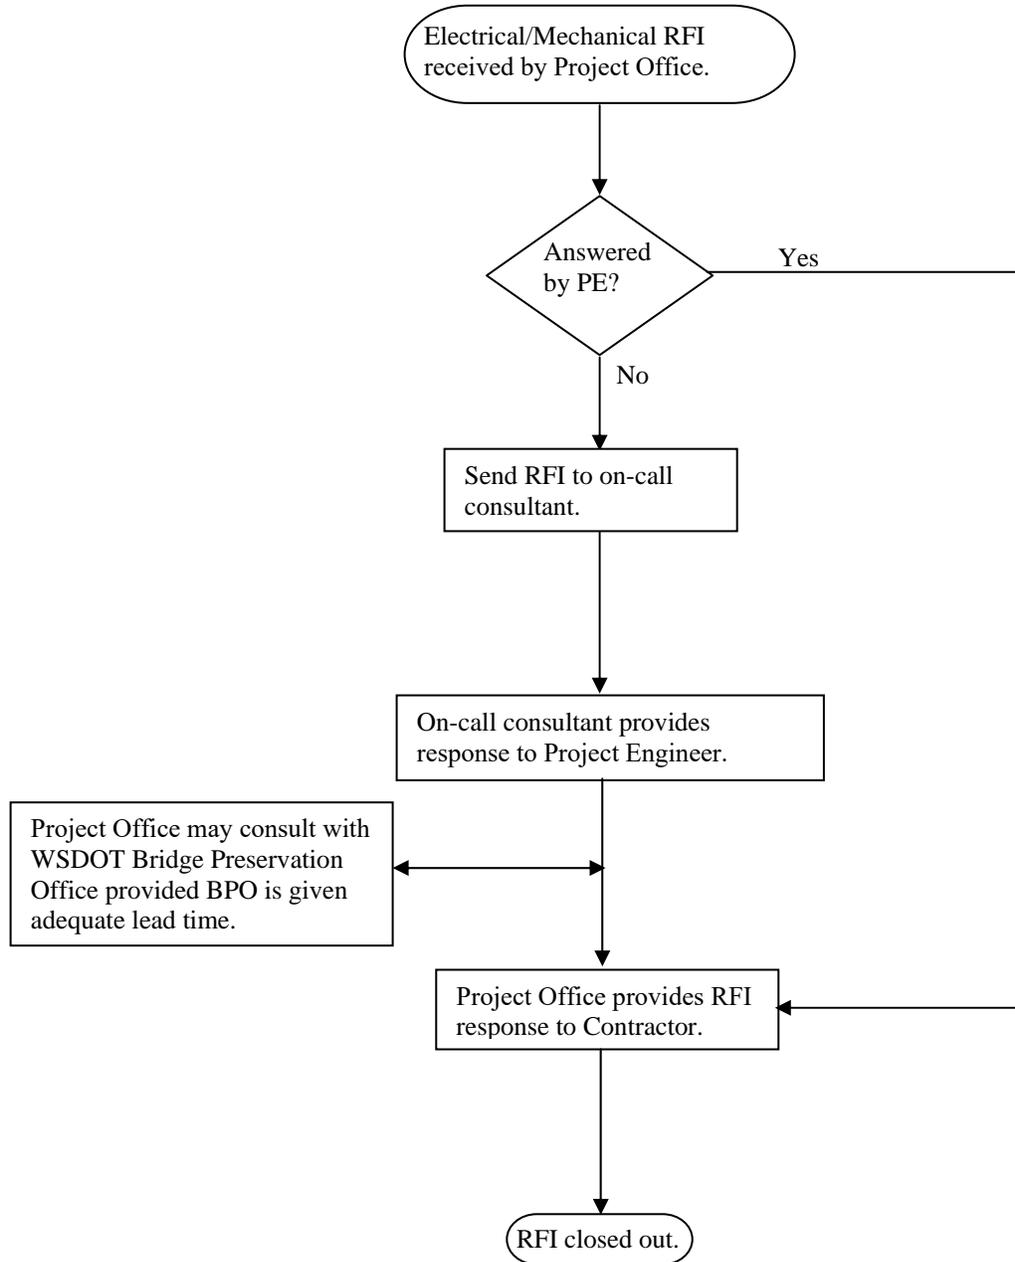 Electrical/Mechanical RFI
received by Project Office.
Answered
by PE?
Yes
No
Send RFI to on-call
consultant.
On-call consultant provides
response to Project Engineer.
Project Office may consult with
WSDOT Bridge Preservation
Office provided BPO is given
adequate lead time.
Project Office provides RFI
response to Contractor.
RFI closed out.